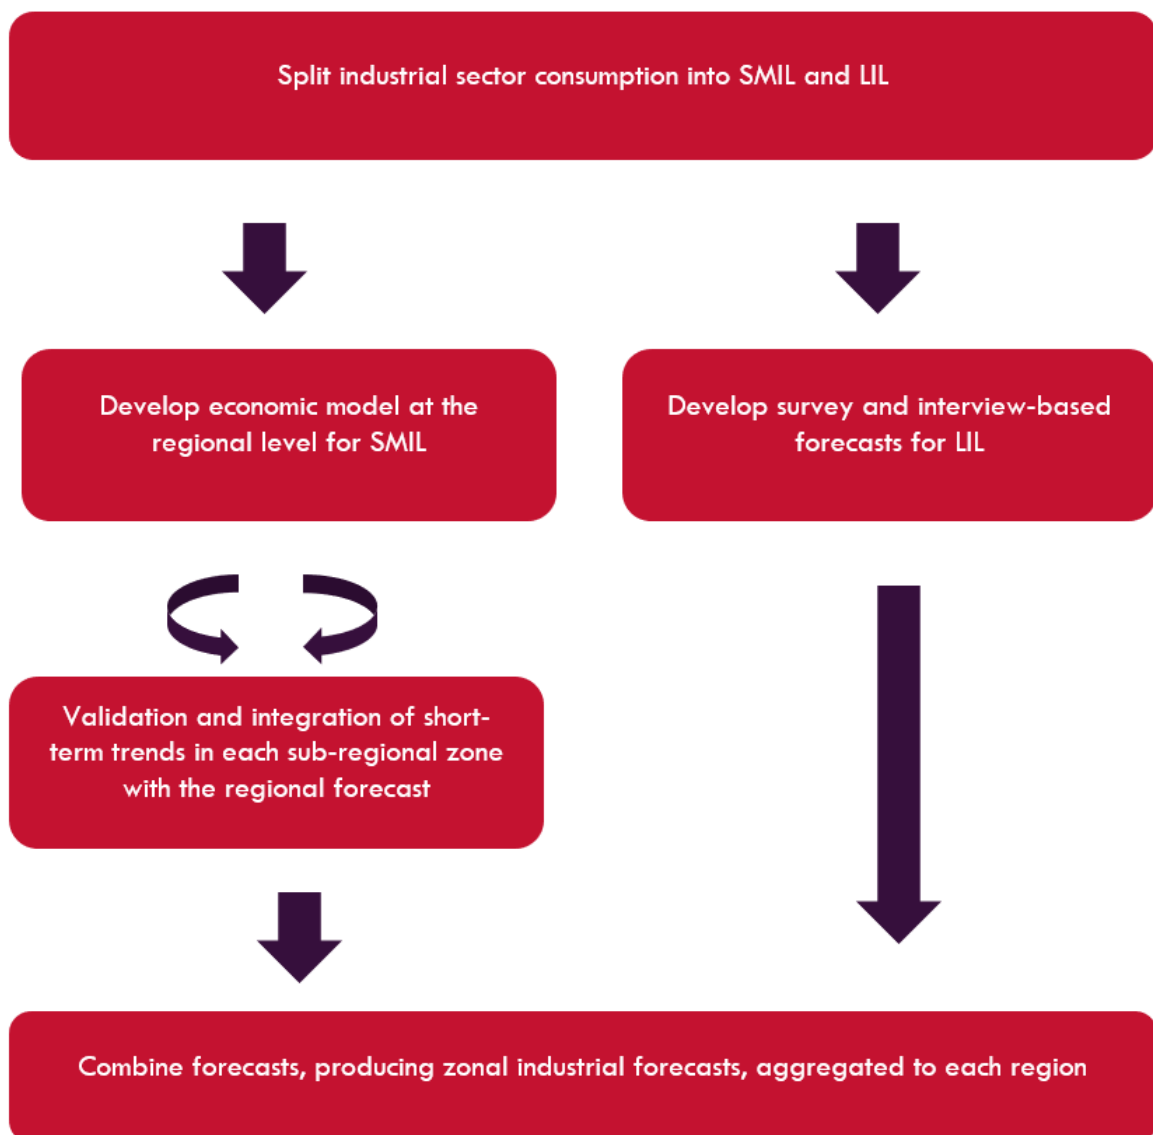 Split industrial sector consumption into SMIL and LIL
Develop economic model at the
regional level for SMIL
Develop survey and interview-based
forecasts for LIL
Validation and integration of short-
term trends in each sub-regional zone
with the regional forecast
Combine forecasts, producing zonal industrial forecasts, aggregated to each region